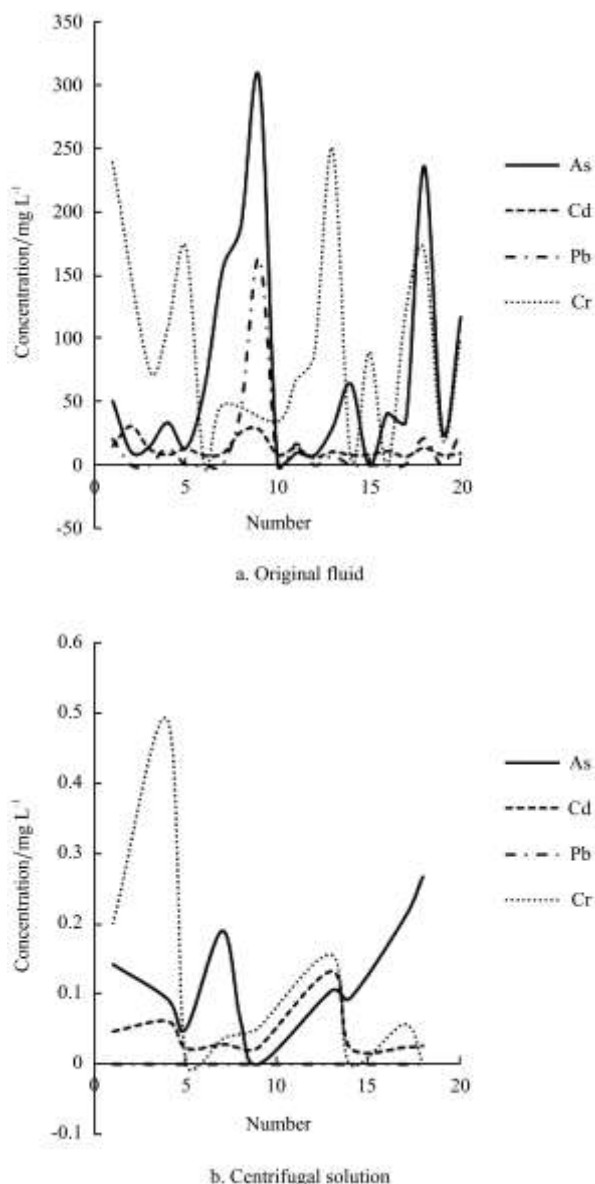 350
300
250
200
150
100
50
0
-50
0 5 10 15 20
Concentration/mg L⁻¹
Number
As
Cd
Pb
Cr
a. Original fluid
0.6
0.5
0.4
0.3
0.2
0.1
0
-0.1
0 5 10 15 20
Concentration/mg L⁻¹
Number
As
Cd
Pb
Cr
b. Centrifugal solution